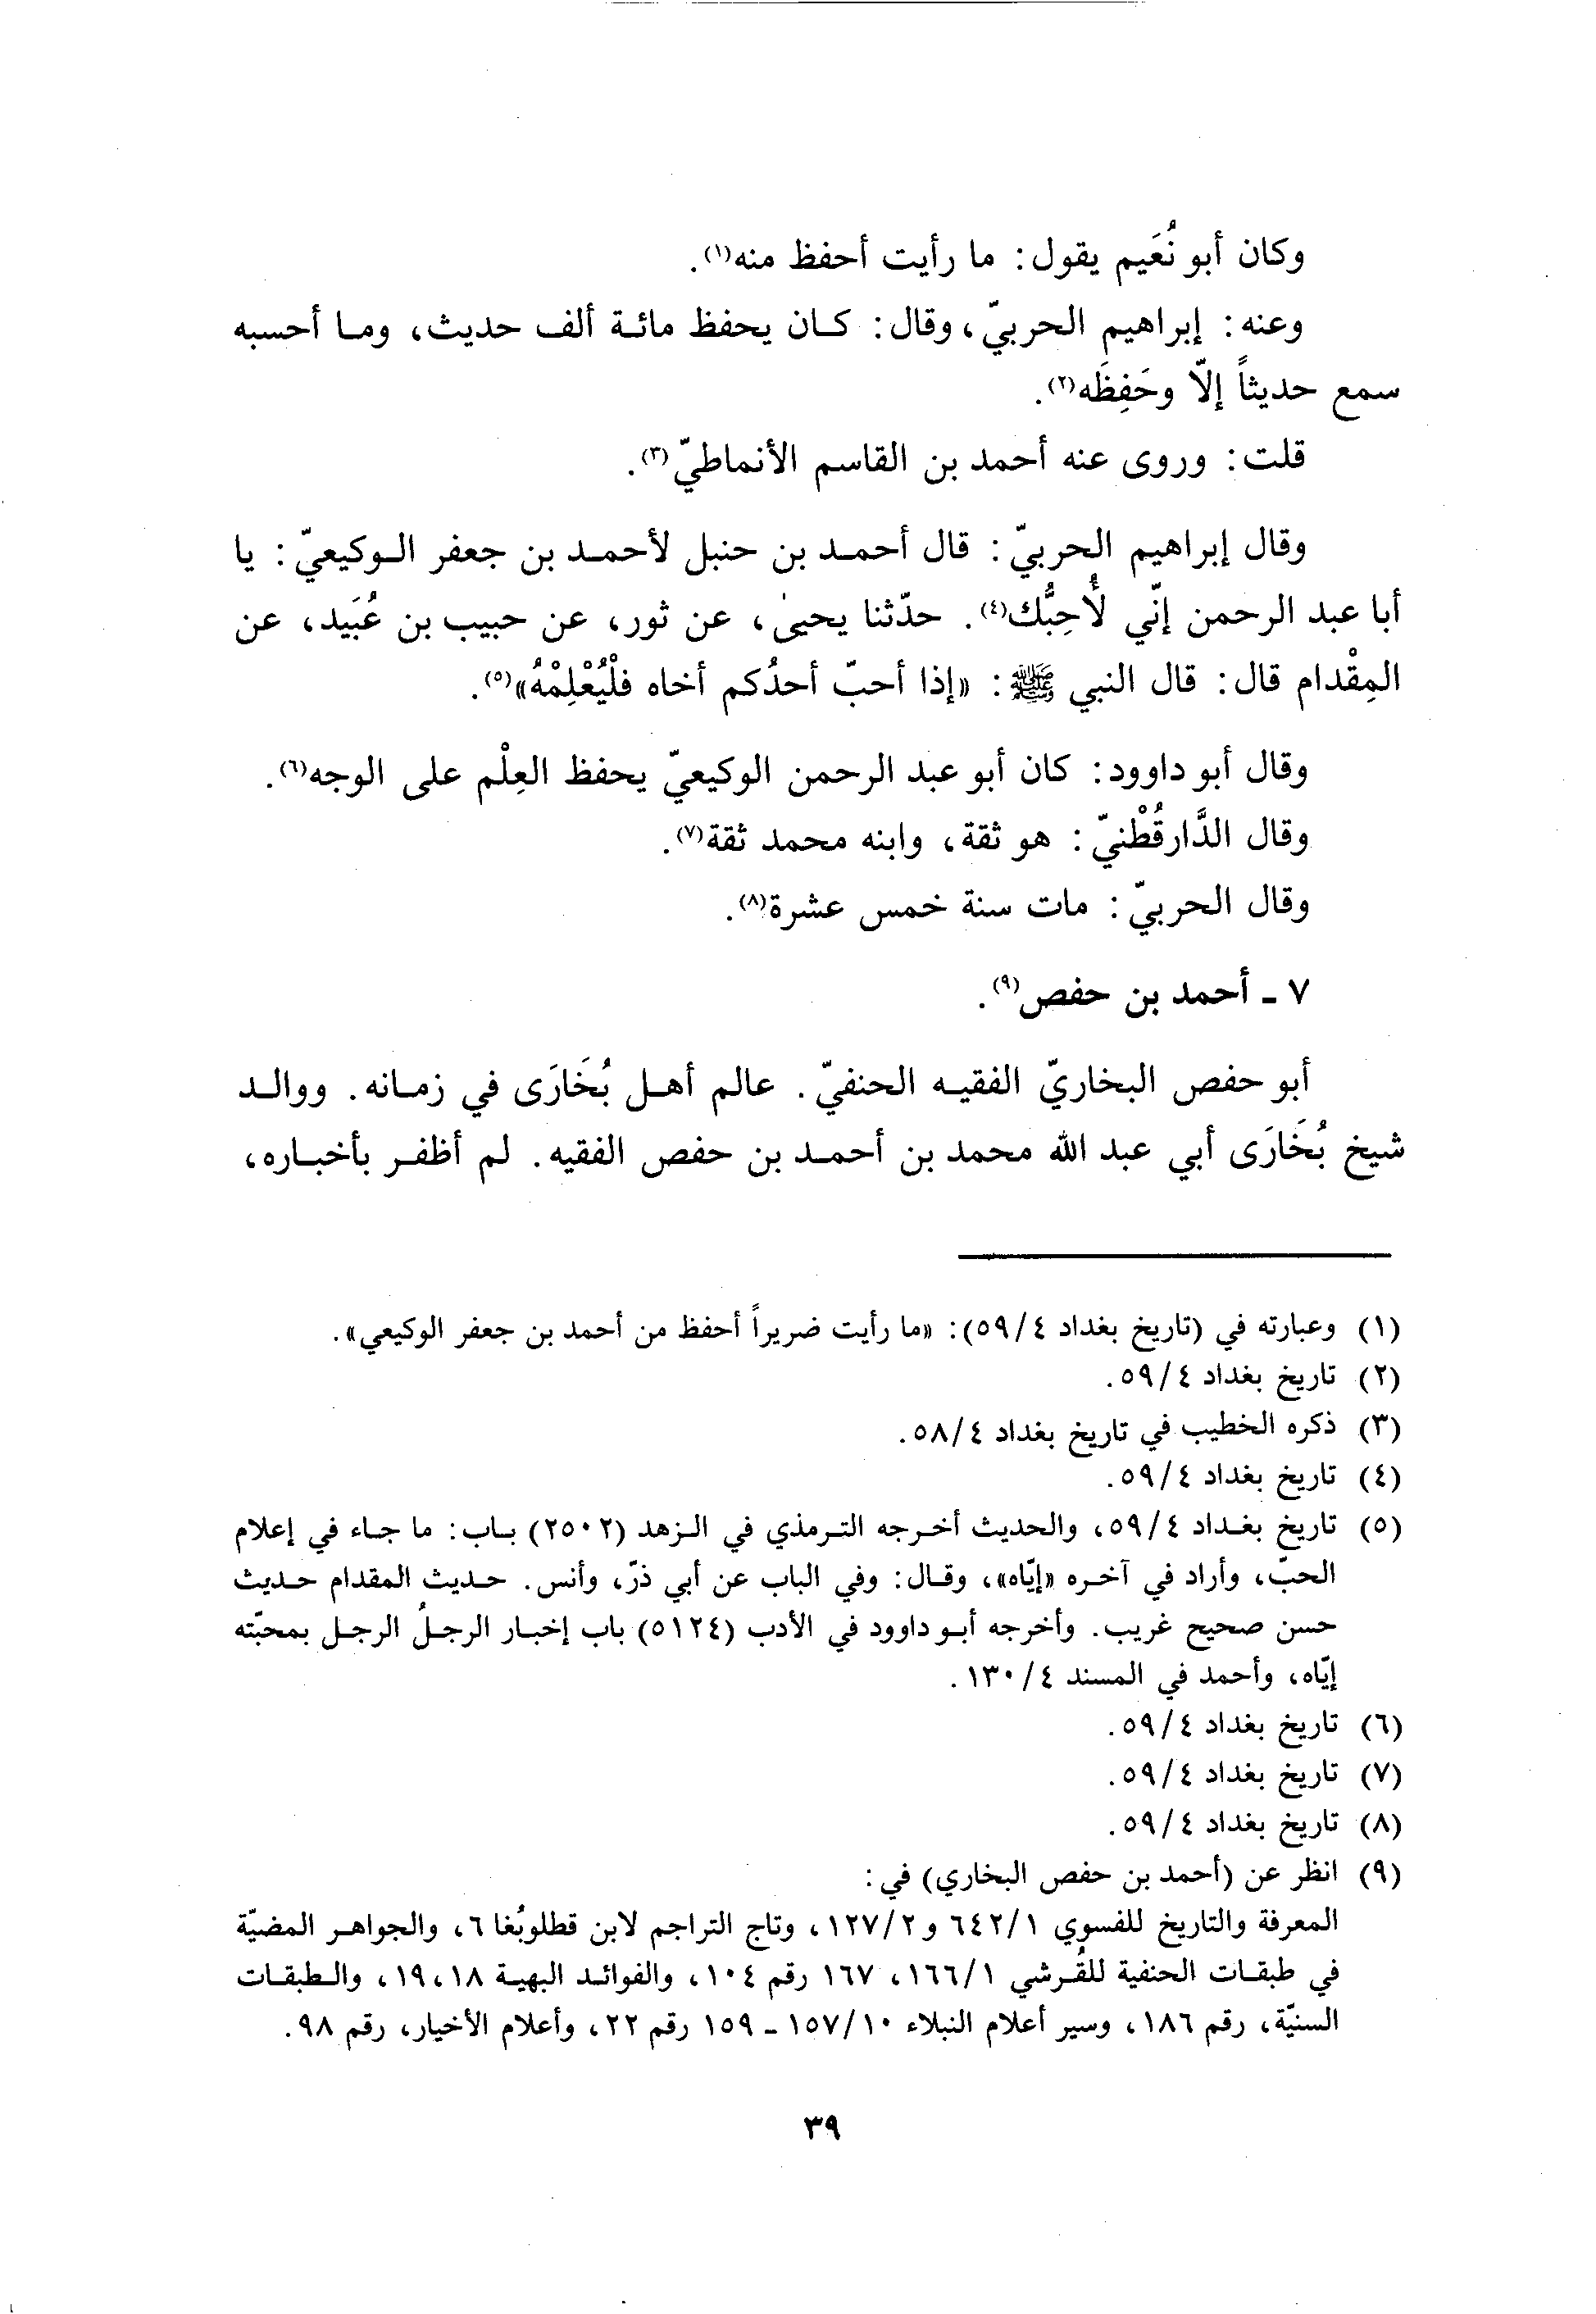 وكان أبو نُعَيم يقول: ما رأيت أحفظ منه(١).
وعنه: إبراهيم الحربيّ، وقال: كان يحفظ مائة ألف حديث، وما أحسبه
سمع حديثاً إلّا وحَفِظَه(٢).
قلت: وروى عنه أحمد بن القاسم الأنماطيّ(٣).
وقال إبراهيم الحربيّ: قال أحمد بن حنبل لأحمد بن جعفر الوكيعيّ: يا
أبا عبد الرحمن إنّي لَأُحِبُّك(٤). حدّثنا يحيىٰ، عن ثور، عن حبيب بن عُبَيد، عن
المِقْدام قال: قال النبي ﷺ: «إذا أحبّ أحدُكم أخاه فلْيُعْلِمْهُ»(٥).
وقال أبو داوود: كان أبو عبد الرحمن الوكيعيّ يحفظ العِلْم على الوجه(٦).
وقال الدَّارقُطْنيّ: هو ثقة، وابنه محمد ثقة(٧).
وقال الحربيّ: مات سنة خمس عشرة(٨).
٧ - أحمد بن حفص(٩).
أبو حفص البخاريّ الفقيه الحنفيّ. عالم أهل بُخَارَى في زمانه. ووالد
شيخ بُخَارَى أبي عبد الله محمد بن أحمد بن حفص الفقيه. لم أظفر بأخباره،
(١) وعبارته في (تاريخ بغداد ٥٩/٤): «ما رأيت ضريراً أحفظ من أحمد بن جعفر الوكيعي».
(٢) تاريخ بغداد ٥٩/٤.
(٣) ذكره الخطيب في تاريخ بغداد ٥٨/٤.
(٤) تاريخ بغداد ٥٩/٤.
(٥) تاريخ بغداد ٥٩/٤، والحديث أخرجه الترمذي في الزهد (٢٥٠٢) باب: ما جاء في إعلام
الحبّ، وأراد في آخره «إيّاه»، وقال: وفي الباب عن أبي ذرّ، وأنس. حديث المقدام حديث
حسن صحيح غريب. وأخرجه أبو داوود في الأدب (٥١٢٤) باب إخبار الرجلُ الرجل بمحبّته
إيّاه، وأحمد في المسند ١٣٠/٤.
(٦) تاريخ بغداد ٥٩/٤.
(٧) تاريخ بغداد ٥٩/٤.
(٨) تاريخ بغداد ٥٩/٤.
(٩) انظر عن (أحمد بن حفص البخاري) في:
المعرفة والتاريخ للفسوي ٦٤٢/١ و١٢٧/٢، وتاج التراجم لابن قطلوبُغا ٦، والجواهر المضيّة
في طبقات الحنفية للقُرشي ١٦٦/١، ١٦٧ رقم ١٠٤، والفوائد البهية ١٨، ١٩، والطبقات
السنيّة، رقم ١٨٦، وسير أعلام النبلاء ١٥٧/١٠ - ١٥٩ رقم ٢٢، وأعلام الأخيار، رقم ٩٨.
٣٩